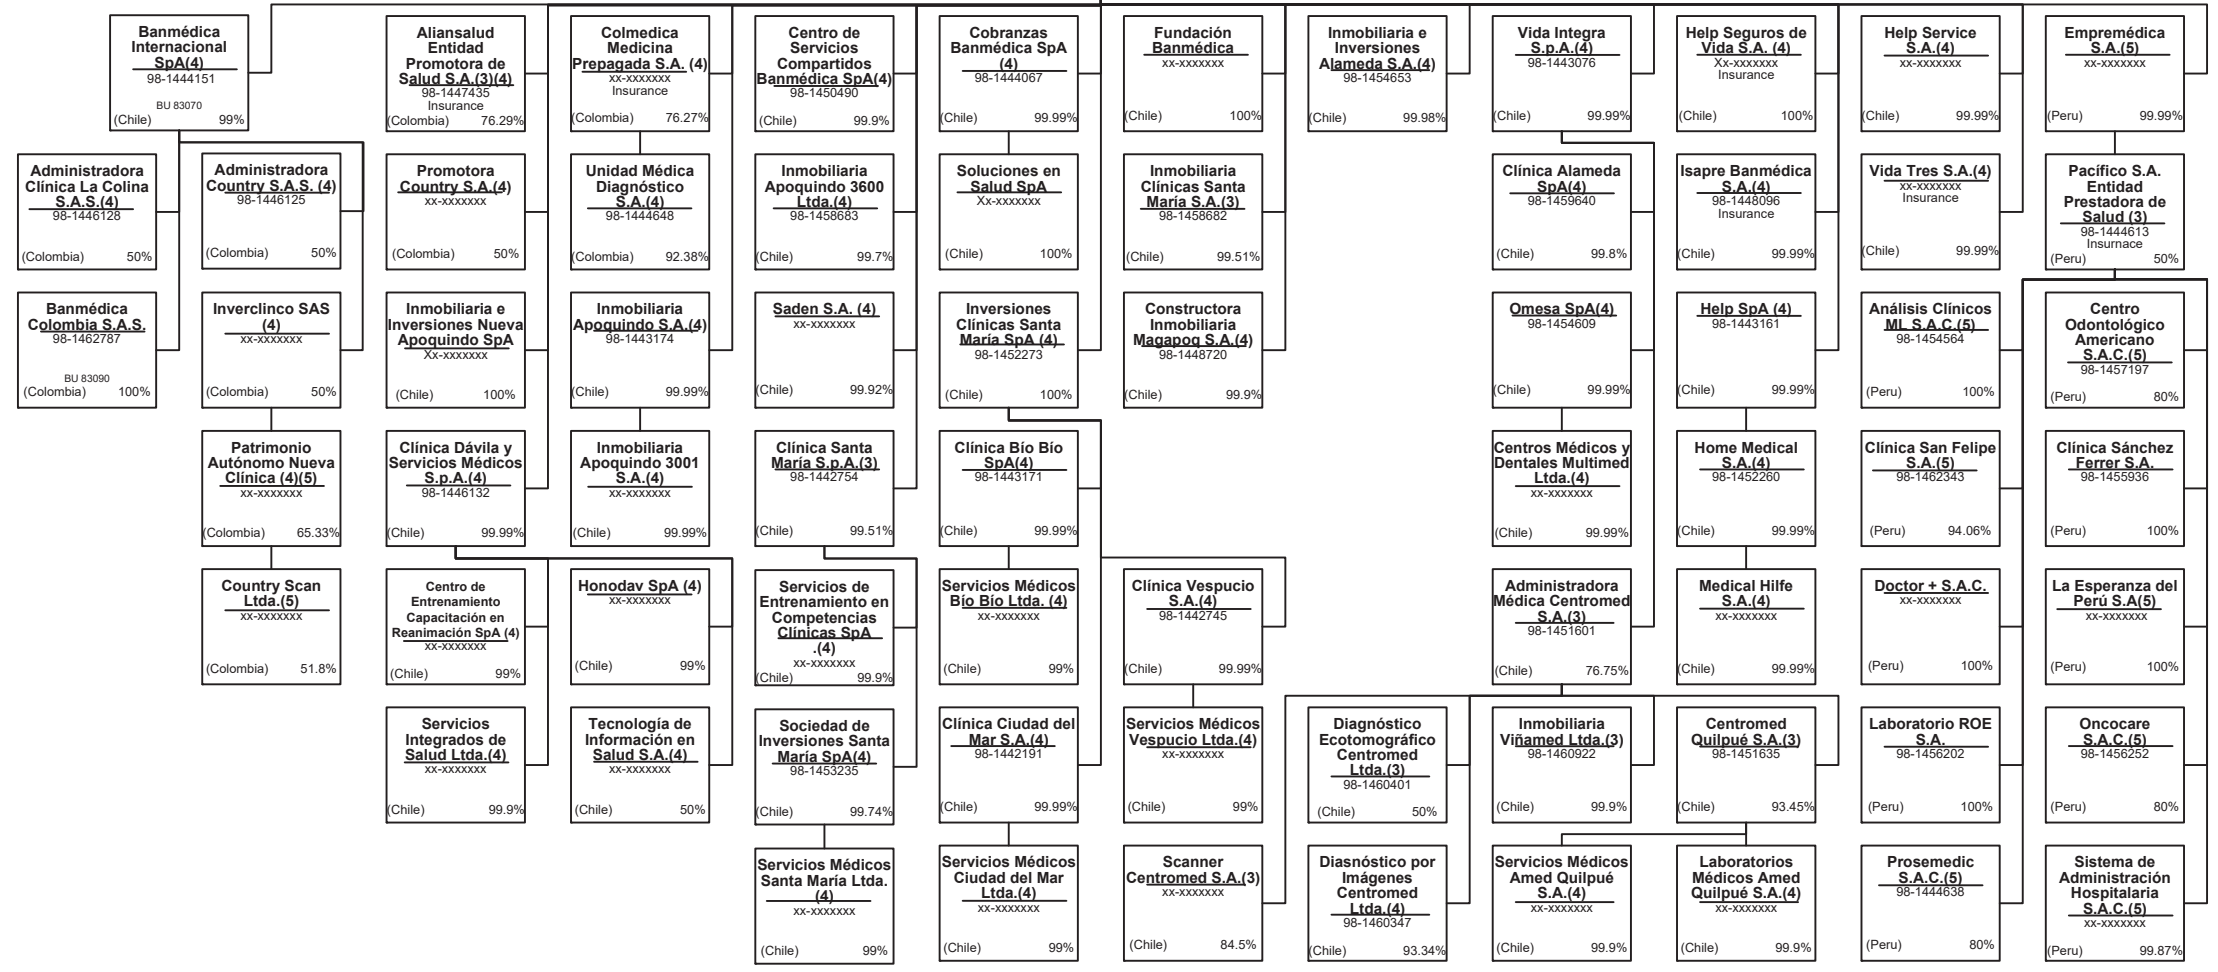 Banmédica
Internacional
SpA(4)
98-1444151
BU 83070
(Chile) 99%
Aliansalud
Entidad
Promotora de
Salud S.A.(3)(4)
98-1447435
Insurance
(Colombia) 76.29%
Colmedica
Medicina
Prepagada S.A. (4)
xx-xxxxxxx
Insurance
(Colombia) 76.27%
Centro de
Servicios
Compartidos
Banmédica SpA(4)
98-1450490
(Chile) 99.9%
Cobranzas
Banmédica SpA
(4)
98-1444067
(Chile) 99.99%
Fundación
Banmédica
xx-xxxxxxx
(Chile) 100%
Inmobiliaria e
Inversiones
Alameda S.A.(4)
98-1454653
(Chile) 99.98%
Vida Integra
S.p.A.(4)
98-1443076
(Chile) 99.99%
Help Seguros de
Vida S.A. (4)
Xx-xxxxxxx
Insurance
(Chile) 100%
Help Service
S.A.(4)
xx-xxxxxxx
(Chile) 99.99%
Empremédica
S.A.(5)
xx-xxxxxxx
(Peru) 99.99%
Administradora
Clínica La Colina
S.A.S.(4)
98-1446128
(Colombia) 50%
Administradora
Country S.A.S. (4)
98-1446125
(Colombia) 50%
Promotora
Country S.A.(4)
xx-xxxxxxx
(Colombia) 50%
Unidad Médica
Diagnóstico
S.A.(4)
98-1444648
(Colombia) 92.38%
Inmobiliaria
Apoquindo 3600
Ltda.(4)
98-1458683
(Chile) 99.7%
Soluciones en
Salud SpA
Xx-xxxxxxx
(Chile) 100%
Inmobiliaria
Clínicas Santa
María S.A.(3)
98-1458682
(Chile) 99.51%
Clínica Alameda
SpA(4)
98-1459640
(Chile) 99.8%
Isapre Banmédica
S.A.(4)
98-1448096
Insurance
(Chile) 99.99%
Vida Tres S.A.(4)
xx-xxxxxxx
Insurance
(Chile) 99.99%
Pacífico S.A.
Entidad
Prestadora de
Salud (3)
98-1444613
Insurnace
(Peru) 50%
Banmédica
Colombia S.A.S.
98-1462787
BU 83090
(Colombia) 100%
Inverclinco SAS
(4)
xx-xxxxxxx
(Colombia) 50%
Inmobiliaria e
Inversiones Nueva
Apoquindo SpA
Xx-xxxxxxx
(Chile) 100%
Inmobiliaria
Apoquindo S.A.(4)
98-1443174
(Chile) 99.99%
Saden S.A. (4)
xx-xxxxxxx
(Chile) 99.92%
Inversiones
Clínicas Santa
María SpA (4)
98-1452273
(Chile) 100%
Constructora
Inmobiliaria
Magapoq S.A.(4)
98-1448720
(Chile) 99.9%
Omesa SpA(4)
98-1454609
(Chile) 99.99%
Help SpA (4)
98-1443161
(Chile) 99.99%
Análisis Clínicos
ML S.A.C.(5)
98-1454564
(Peru) 100%
Centro
Odontológico
Americano
S.A.C.(5)
98-1457197
(Peru) 80%
Patrimonio
Autónomo Nueva
Clínica (4)(5)
xx-xxxxxxx
(Colombia) 65.33%
Clínica Dávila y
Servicios Médicos
S.p.A.(4)
98-1446132
(Chile) 99.99%
Inmobiliaria
Apoquindo 3001
S.A.(4)
xx-xxxxxxx
(Chile) 99.99%
Clínica Santa
María S.p.A.(3)
98-1442754
(Chile) 99.51%
Clínica Bío Bío
SpA(4)
98-1443171
(Chile) 99.99%
Centros Médicos y
Dentales Multimed
Ltda.(4)
xx-xxxxxxx
(Chile) 99.99%
Home Medical
S.A.(4)
98-1452260
(Chile) 99.99%
Clínica San Felipe
S.A.(5)
98-1462343
(Peru) 94.06%
Clínica Sánchez
Ferrer S.A.
98-1455936
(Peru) 100%
Country Scan
Ltda.(5)
xx-xxxxxxx
(Colombia) 51.8%
Centro de
Entrenamiento
Capacitación en
Reanimación SpA (4)
xx-xxxxxxx
(Chile) 99%
Honodav SpA (4)
xx-xxxxxxx
(Chile) 99%
Servicios de
Entrenamiento en
Competencias
Clínicas SpA
.(4)
xx-xxxxxxx
(Chile) 99.9%
Servicios Médicos
Bío Bío Ltda. (4)
xx-xxxxxxx
(Chile) 99%
Clínica Vespucio
S.A.(4)
98-1442745
(Chile) 99.99%
Administradora
Médica Centromed
S.A.(3)
98-1451601
(Chile) 76.75%
Medical Hilfe
S.A.(4)
xx-xxxxxxx
(Chile) 99.99%
Doctor + S.A.C.
xx-xxxxxxx
(Peru) 100%
La Esperanza del
Perú S.A(5)
xx-xxxxxxx
(Peru) 100%
Servicios
Integrados de
Salud Ltda.(4)
xx-xxxxxxx
(Chile) 99.9%
Tecnología de
Información en
Salud S.A.(4)
xx-xxxxxxx
(Chile) 50%
Sociedad de
Inversiones Santa
María SpA(4)
98-1453235
(Chile) 99.74%
Clínica Ciudad del
Mar S.A.(4)
98-1442191
(Chile) 99.99%
Servicios Médicos
Vespucio Ltda.(4)
xx-xxxxxxx
(Chile) 99%
Diagnóstico
Ecotomográfico
Centromed
Ltda.(3)
98-1460401
(Chile) 50%
Inmobiliaria
Viñamed Ltda.(3)
98-1460922
(Chile) 99.9%
Centromed
Quilpué S.A.(3)
98-1451635
(Chile) 93.45%
Laboratorio ROE
S.A.
98-1456202
(Peru) 100%
Oncocare
S.A.C.(5)
98-1456252
(Peru) 80%
Servicios Médicos
Santa María Ltda.
(4)
xx-xxxxxxx
(Chile) 99%
Servicios Médicos
Ciudad del Mar
Ltda.(4)
xx-xxxxxxx
(Chile) 99%
Scanner
Centromed S.A.(3)
xx-xxxxxxx
(Chile) 84.5%
Diasnóstico por
Imágenes
Centromed
Ltda.(4)
98-1460347
(Chile) 93.34%
Servicios Médicos
Amed Quilpué
S.A.(4)
xx-xxxxxxx
(Chile) 99.9%
Laboratorios
Médicos Amed
Quilpué S.A.(4)
xx-xxxxxxx
(Chile) 99.9%
Prosemedic
S.A.C.(5)
98-1444638
(Peru) 80%
Sistema de
Administración
Hospitalaria
S.A.C.(5)
xx-xxxxxxx
(Peru) 99.87%